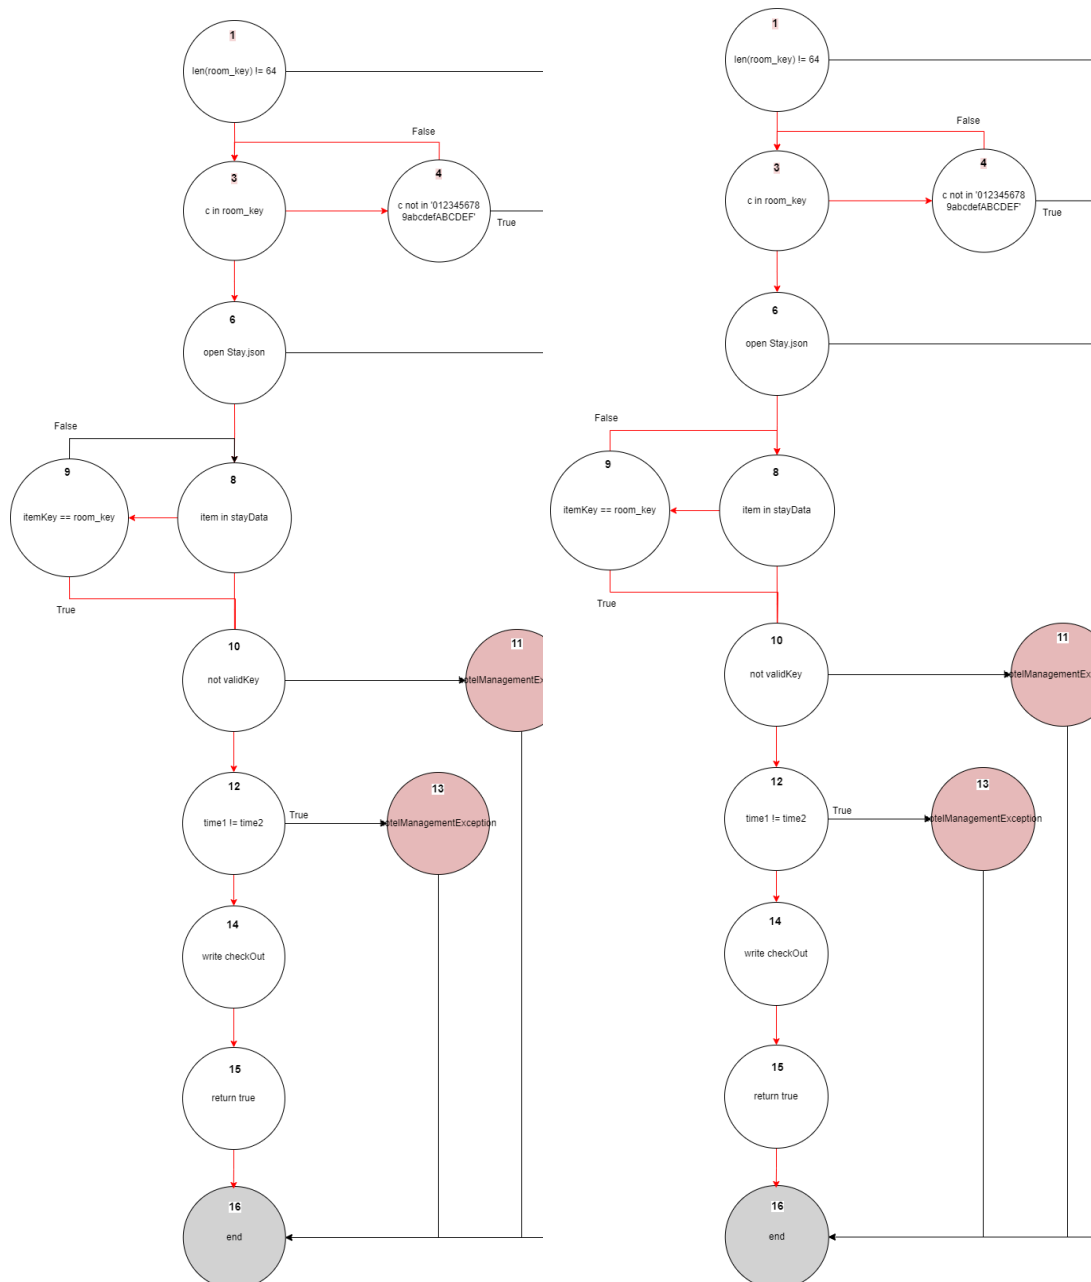 1
len(room_key) != 64
False
3
c in room_key
4
c not in '012345678
9abcdefABCDEF'
True
6
open Stay.json
False
9
itemKey == room_key
8
item in stayData
True
10
not validKey
11
otelManagementEx
12
time1 != time2
True
13
otelManagementException
14
write checkOut
15
return true
16
end
1
len(room_key) != 64
False
3
c in room_key
4
c not in '012345678
9abcdefABCDEF'
True
6
open Stay.json
False
9
itemKey == room_key
8
item in stayData
True
10
not validKey
11
otelManagementEx
12
time1 != time2
True
13
otelManagementException
14
write checkOut
15
return true
16
end